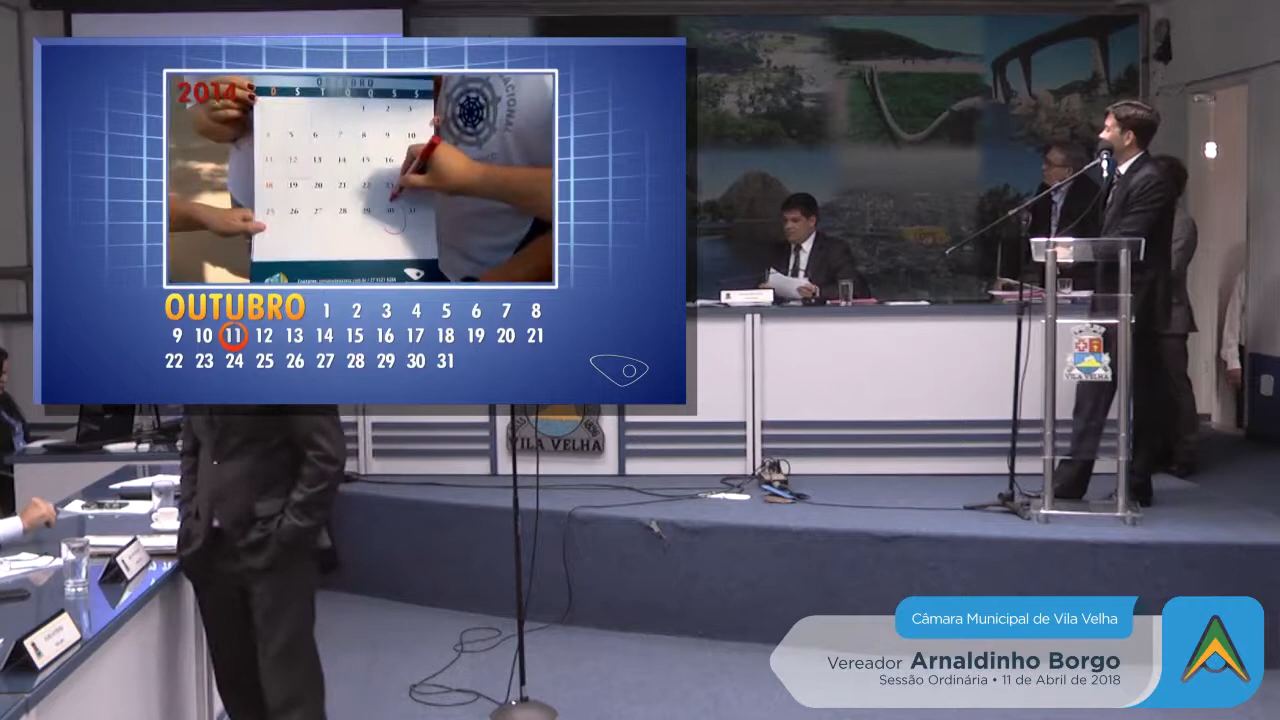 2014
OUTUBRO
D S T Q Q S S
1 2 3
4 5 6 7 8 9 10
11 12 13 14 15 16
18 19 20 21 22 23
25 26 27 28 29 30 31
OUTUBRO 1 2 3 4 5 6 7 8
9 10 11 12 13 14 15 16 17 18 19 20 21
22 23 24 25 26 27 28 29 30 31
VILA VELHA
VILA VELHA
Câmara Municipal de Vila Velha
Vereador Arnaldinho Borgo
Sessão Ordinária • 11 de Abril de 2018